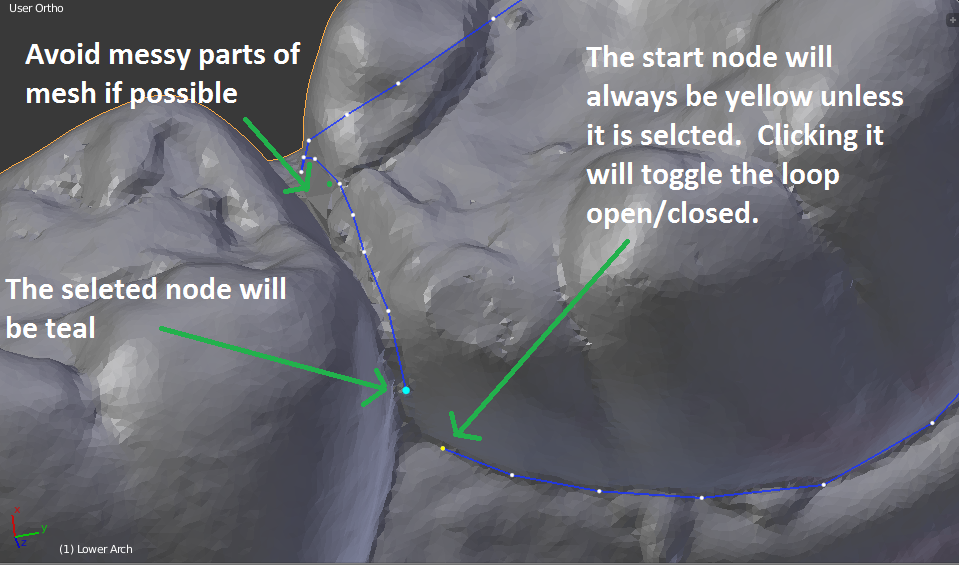 User Ortho
Avoid messy parts of
mesh if possible
The start node will
always be yellow unless
it is selcted.  Clicking it
will toggle the loop
open/closed.
The seleted node will
be teal
x
y
z
(1) Lower Arch